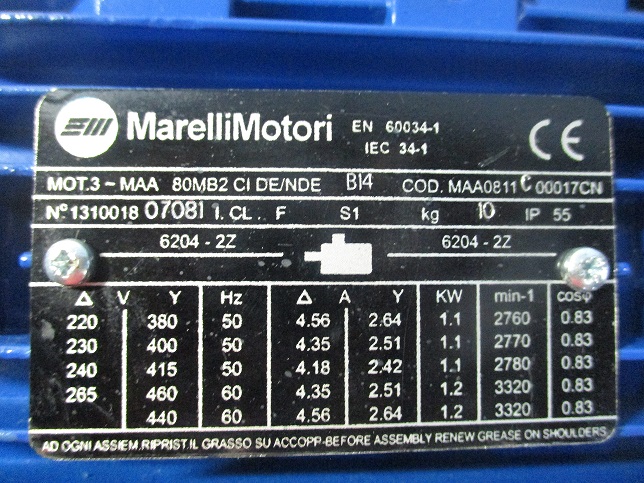 MarelliMotori EN 60034-1
IEC 34-1
CE
MOT.3~MAA 80MB2 CI DE/NDE B14 COD. MAA0811 C 00017CN
Nº 1310018 07081 I. CL. F S1 kg 10 IP 55
6204 - 2Z 6204 - 2Z
Δ V Y Hz Δ A Y KW min-1 cosφ
220 380 50 4.56 2.64 1.1 2760 0.83
230 400 50 4.35 2.51 1.1 2770 0.83
240 415 50 4.18 2.42 1.1 2780 0.83
265 460 60 4.35 2.51 1.2 3320 0.83
440 60 4.56 2.64 1.2 3320 0.83
AD OGNI ASSIEM.RIPRIST.IL GRASSO SU ACCOPP-BEFORE ASSEMBLY RENEW GREASE ON SHOULDERS